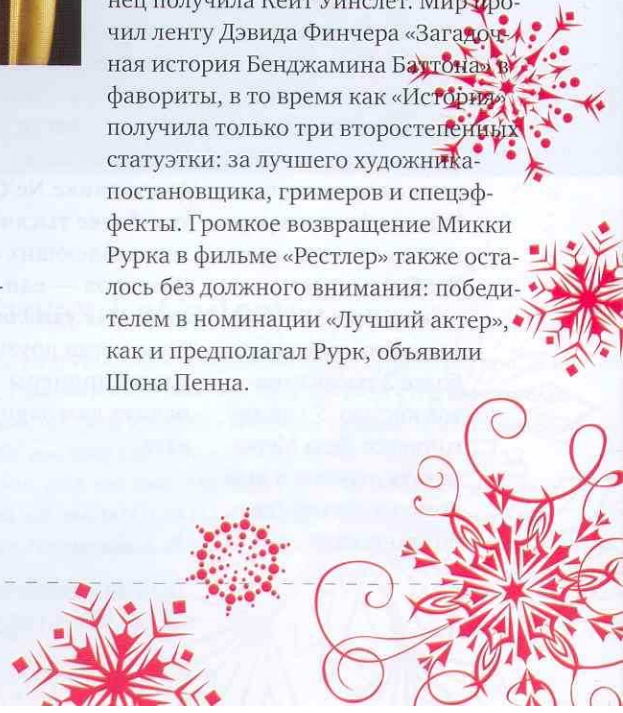 нец получила Кейт Уинслет. Мир про-
чил ленту Дэвида Финчера «Загадоч-
ная история Бенджамина Баттона» в
фавориты, в то время как «История»
получила только три второстепенных
статуэтки: за лучшего художника-
постановщика, гримеров и спецэф-
фекты. Громкое возвращение Микки
Рурка в фильме «Рестлер» также оста-
лось без должного внимания: победи-
телем в номинации «Лучший актер»,
как и предполагал Рурк, объявили
Шона Пенна.